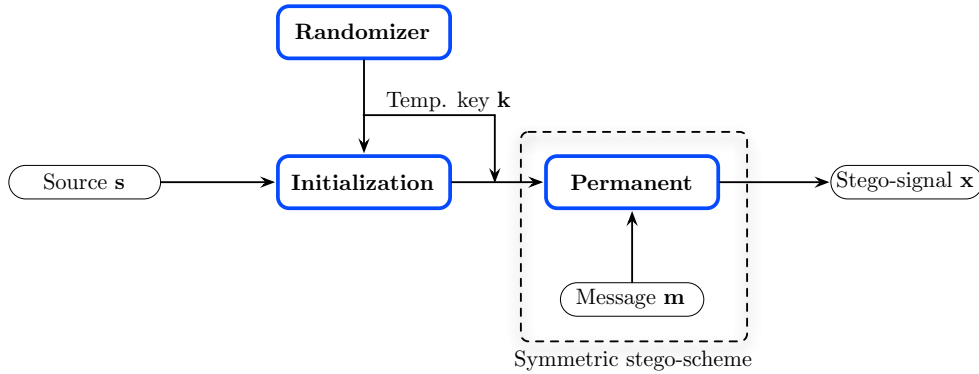 Randomizer
Temp. key k
Source s
Initialization
Permanent
Stego-signal x
Message m
Symmetric stego-scheme